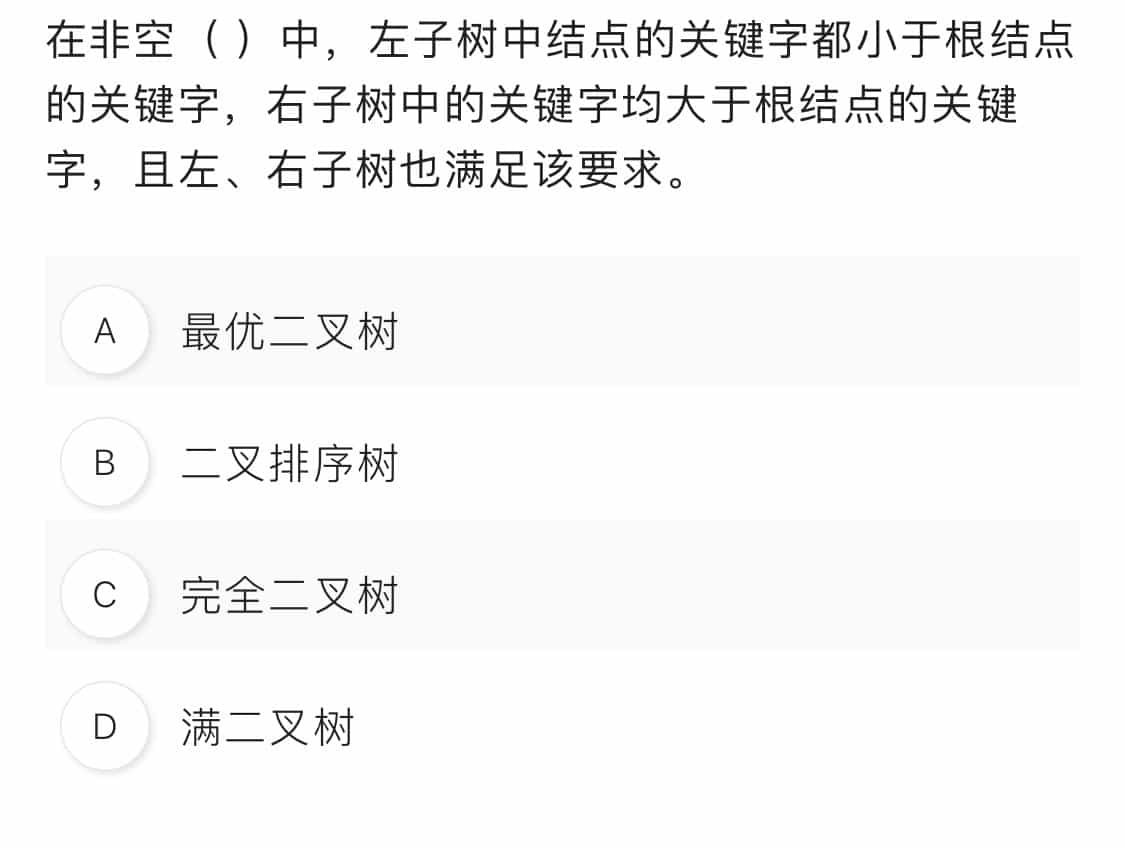 在非空（ ）中，左子树中结点的关键字都小于根结点
的关键字，右子树中的关键字均大于根结点的关键
字，且左、右子树也满足该要求。
A 最优二叉树
B 二叉排序树
C 完全二叉树
D 满二叉树